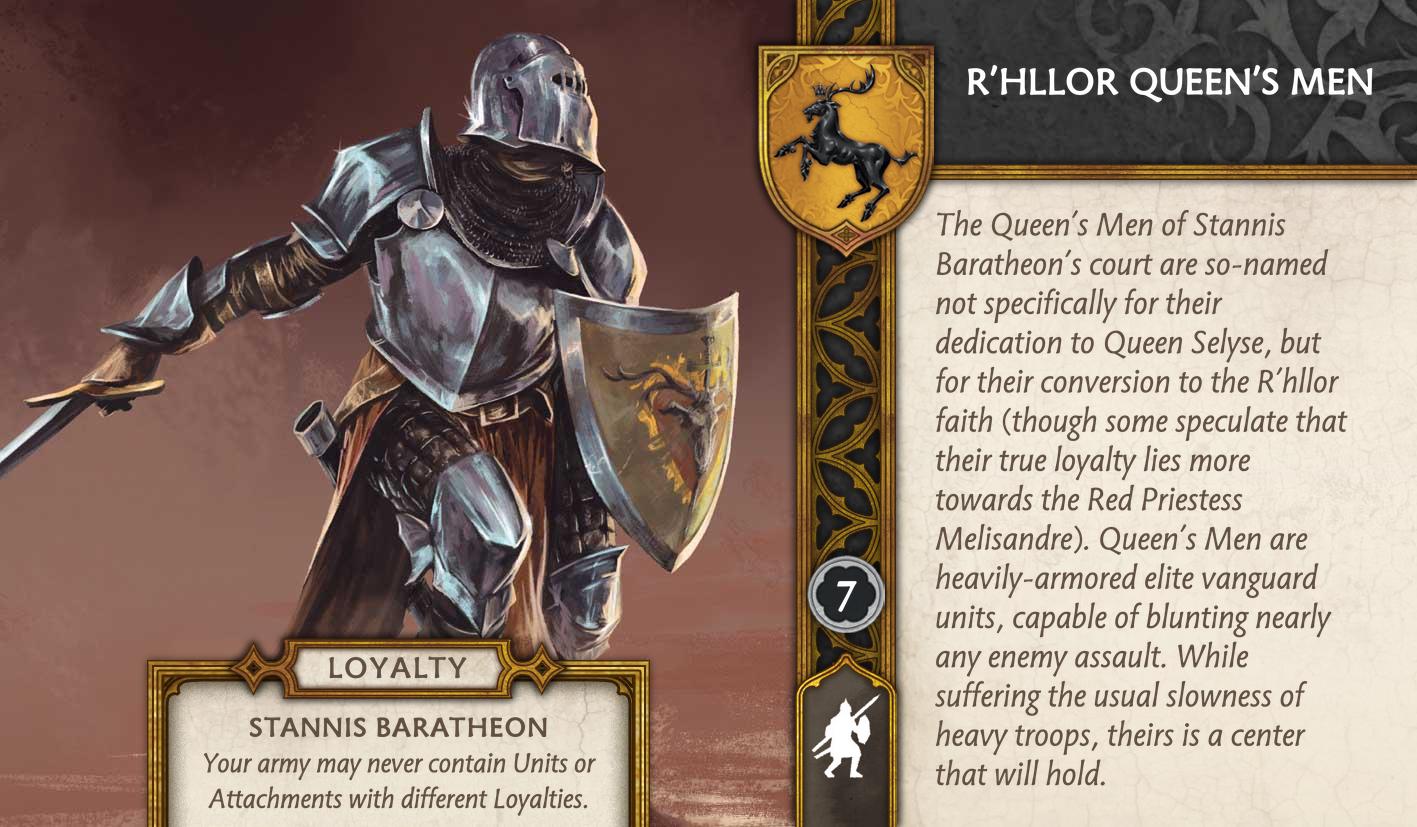 R'HLLOR QUEEN'S MEN
The Queen's Men of Stannis
Baratheon's court are so-named
not specifically for their
dedication to Queen Selyse, but
for their conversion to the R'hllor
faith (though some speculate that
their true loyalty lies more
towards the Red Priestess
Melisandre). Queen's Men are
heavily-armored elite vanguard
units, capable of blunting nearly
any enemy assault. While
suffering the usual slowness of
heavy troops, theirs is a center
that will hold.
7
LOYALTY
STANNIS BARATHEON
Your army may never contain Units or
Attachments with different Loyalties.